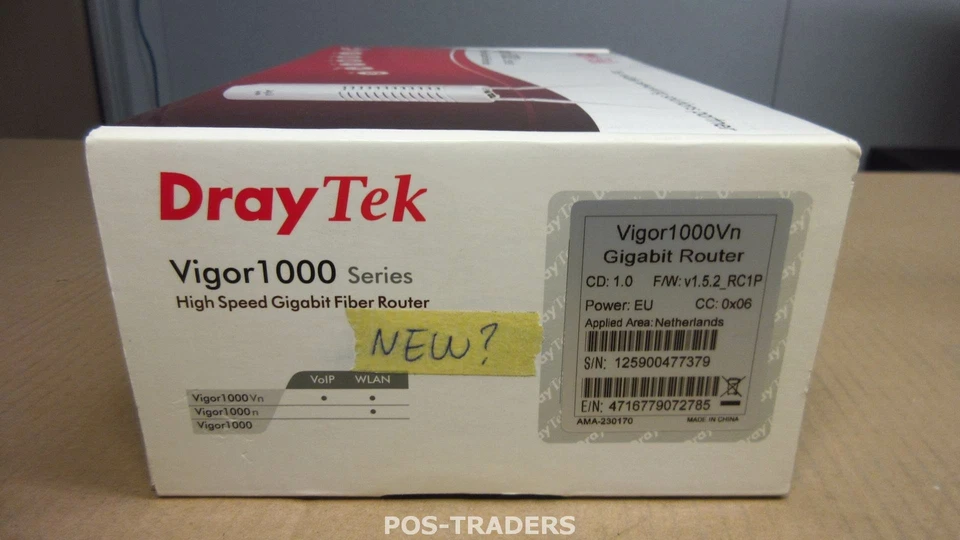 DrayTek
Vigor1000 Series
High Speed Gigabit Fiber Router
NEW?
VoIP WLAN
Vigor1000Vn • •
Vigor1000n •
Vigor1000
Vigor1000Vn
Gigabit Router
CD: 1.0 F/W: v1.5.2_RC1P
Power: EU CC: 0x06
Applied Area: Netherlands
S/N: 125900477379
E/N: 4716779072785
AMA-230170 MADE IN CHINA
POS-TRADERS